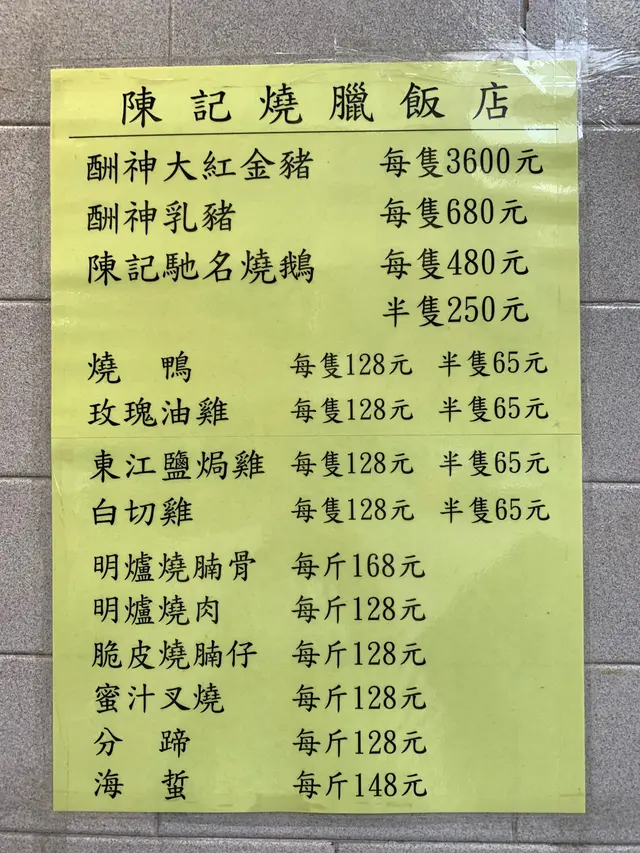 陳記燒臘飯店
酬神大紅金豬 每隻3600元
酬神乳豬 每隻680元
陳記馳名燒鵝 每隻480元
半隻250元
燒鴨 每隻128元 半隻65元
玫瑰油雞 每隻128元 半隻65元
東江鹽焗雞 每隻128元 半隻65元
白切雞 每隻128元 半隻65元
明爐燒腩骨 每斤168元
明爐燒肉 每斤128元
脆皮燒腩仔 每斤128元
蜜汁叉燒 每斤128元
分蹄 每斤128元
海蜇 每斤148元